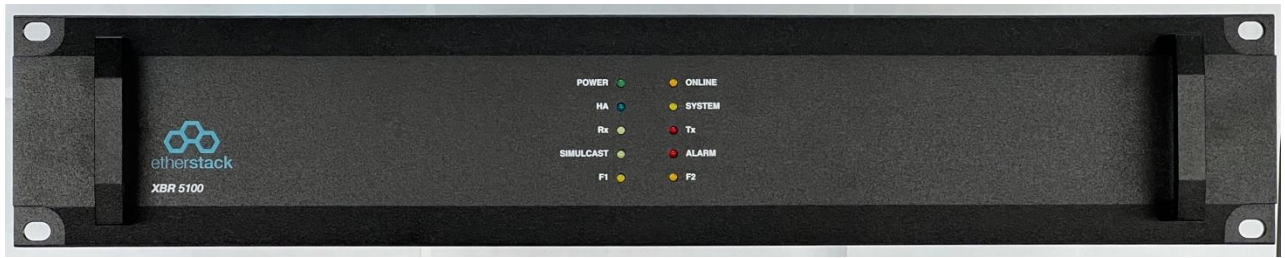 POWER ONLINE
HA SYSTEM
Rx Tx
SIMULCAST ALARM
F1 F2
etherstack
XBR 5100